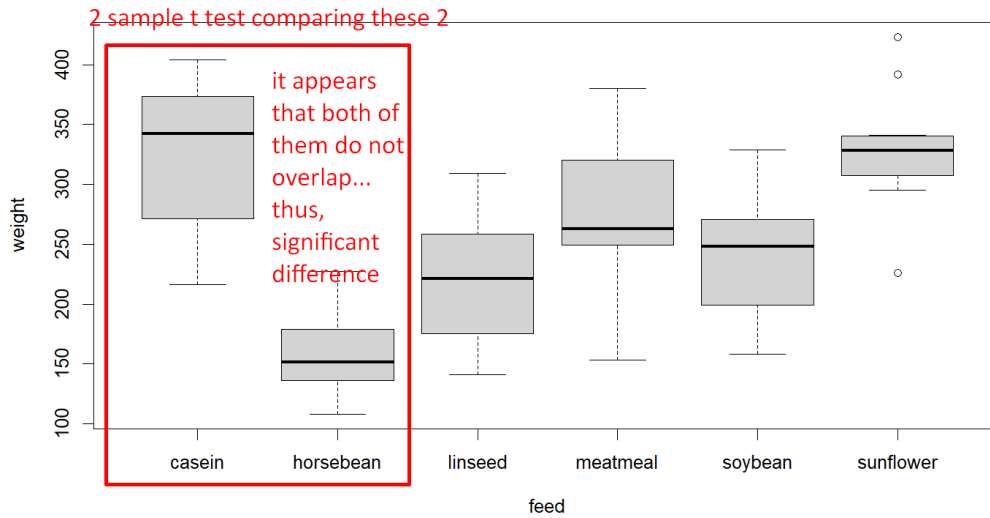 2 sample t test comparing these 2
it appears
that both of
them do not
overlap...
thus,
significant
difference
weight
400
350
300
250
200
150
100
casein horsebean linseed meatmeal soybean sunflower
feed